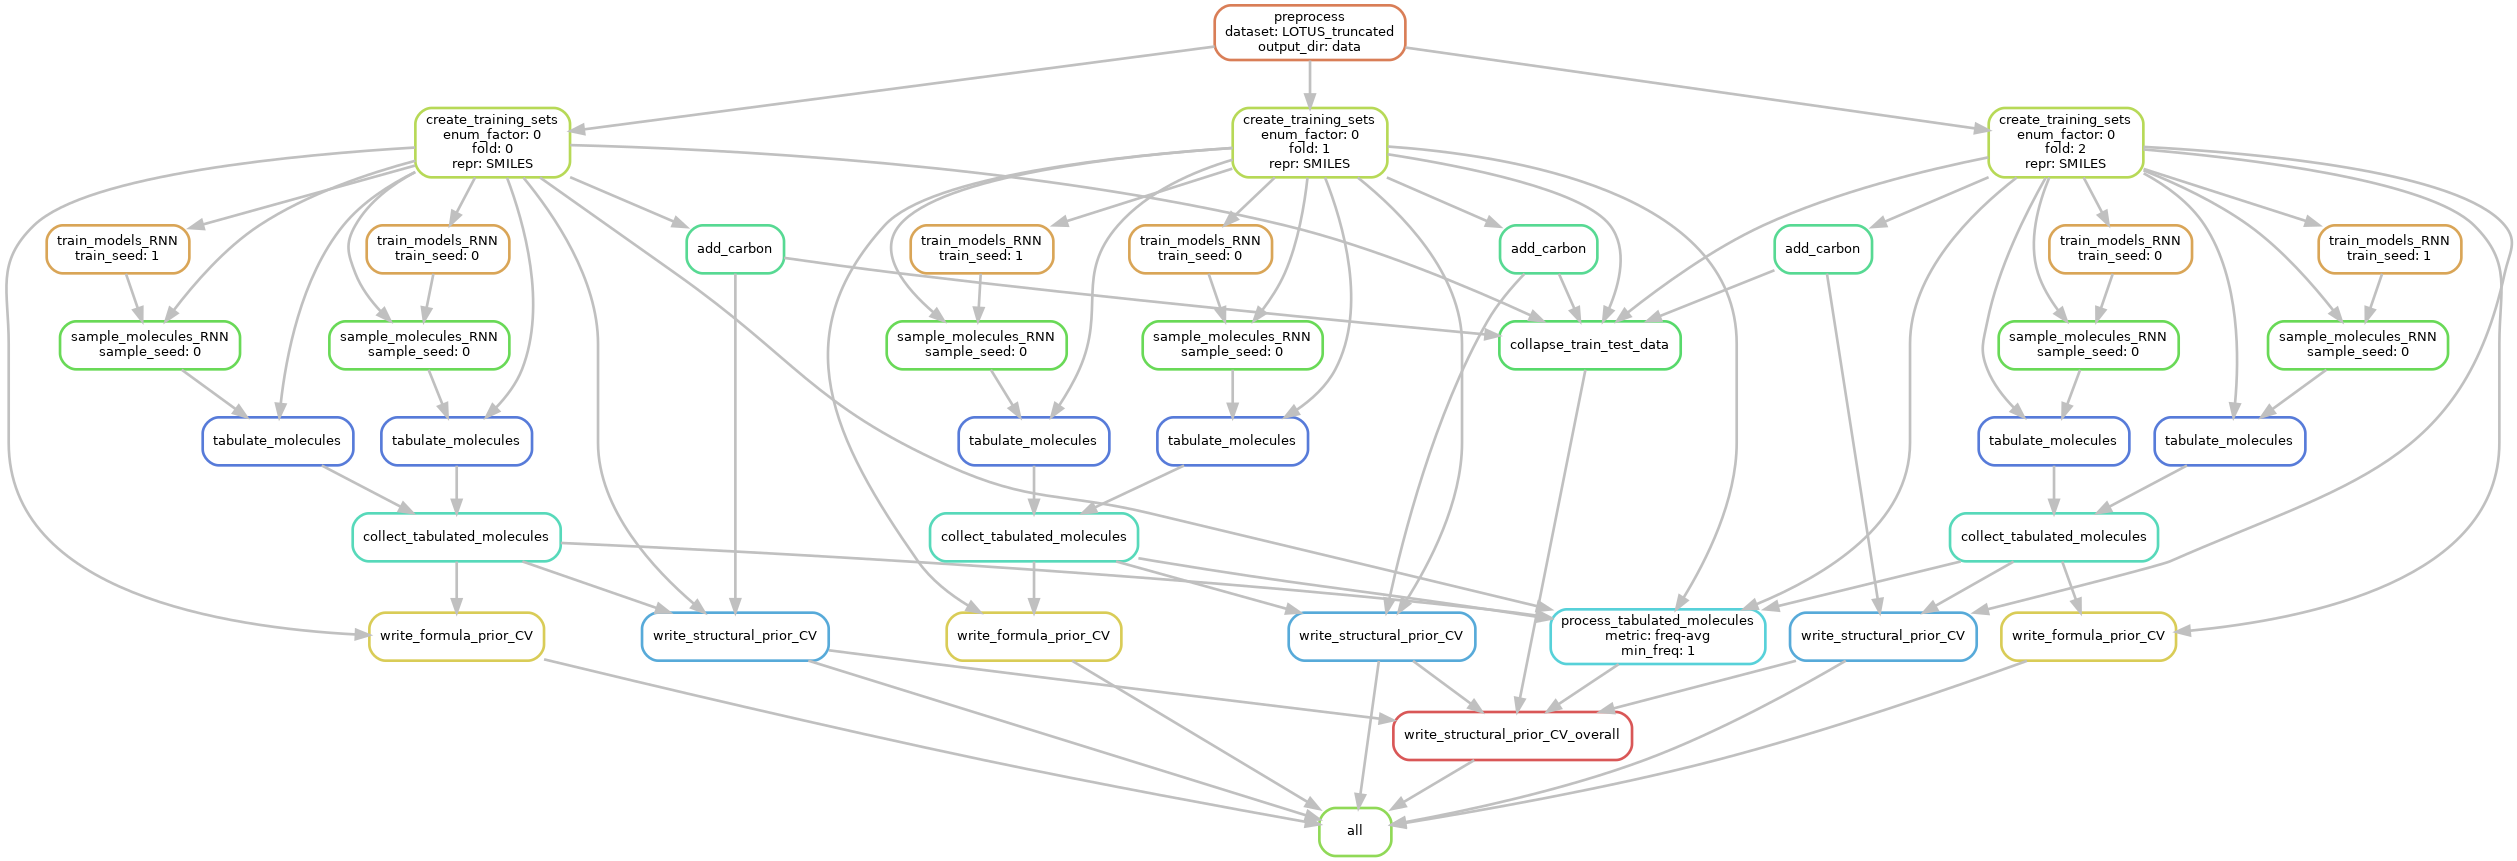 preprocess
dataset: LOTUS_truncated
output_dir: data
create_training_sets
enum_factor: 0
fold: 0
repr: SMILES
create_training_sets
enum_factor: 0
fold: 1
repr: SMILES
create_training_sets
enum_factor: 0
fold: 2
repr: SMILES
train_models_RNN
train_seed: 1
train_models_RNN
train_seed: 0
add_carbon
train_models_RNN
train_seed: 1
train_models_RNN
train_seed: 0
add_carbon
add_carbon
train_models_RNN
train_seed: 0
train_models_RNN
train_seed: 1
sample_molecules_RNN
sample_seed: 0
sample_molecules_RNN
sample_seed: 0
sample_molecules_RNN
sample_seed: 0
sample_molecules_RNN
sample_seed: 0
collapse_train_test_data
sample_molecules_RNN
sample_seed: 0
sample_molecules_RNN
sample_seed: 0
tabulate_molecules
tabulate_molecules
tabulate_molecules
tabulate_molecules
tabulate_molecules
tabulate_molecules
collect_tabulated_molecules
collect_tabulated_molecules
collect_tabulated_molecules
write_formula_prior_CV
write_structural_prior_CV
write_formula_prior_CV
write_structural_prior_CV
process_tabulated_molecules
metric: freq-avg
min_freq: 1
write_structural_prior_CV
write_formula_prior_CV
write_structural_prior_CV_overall
all